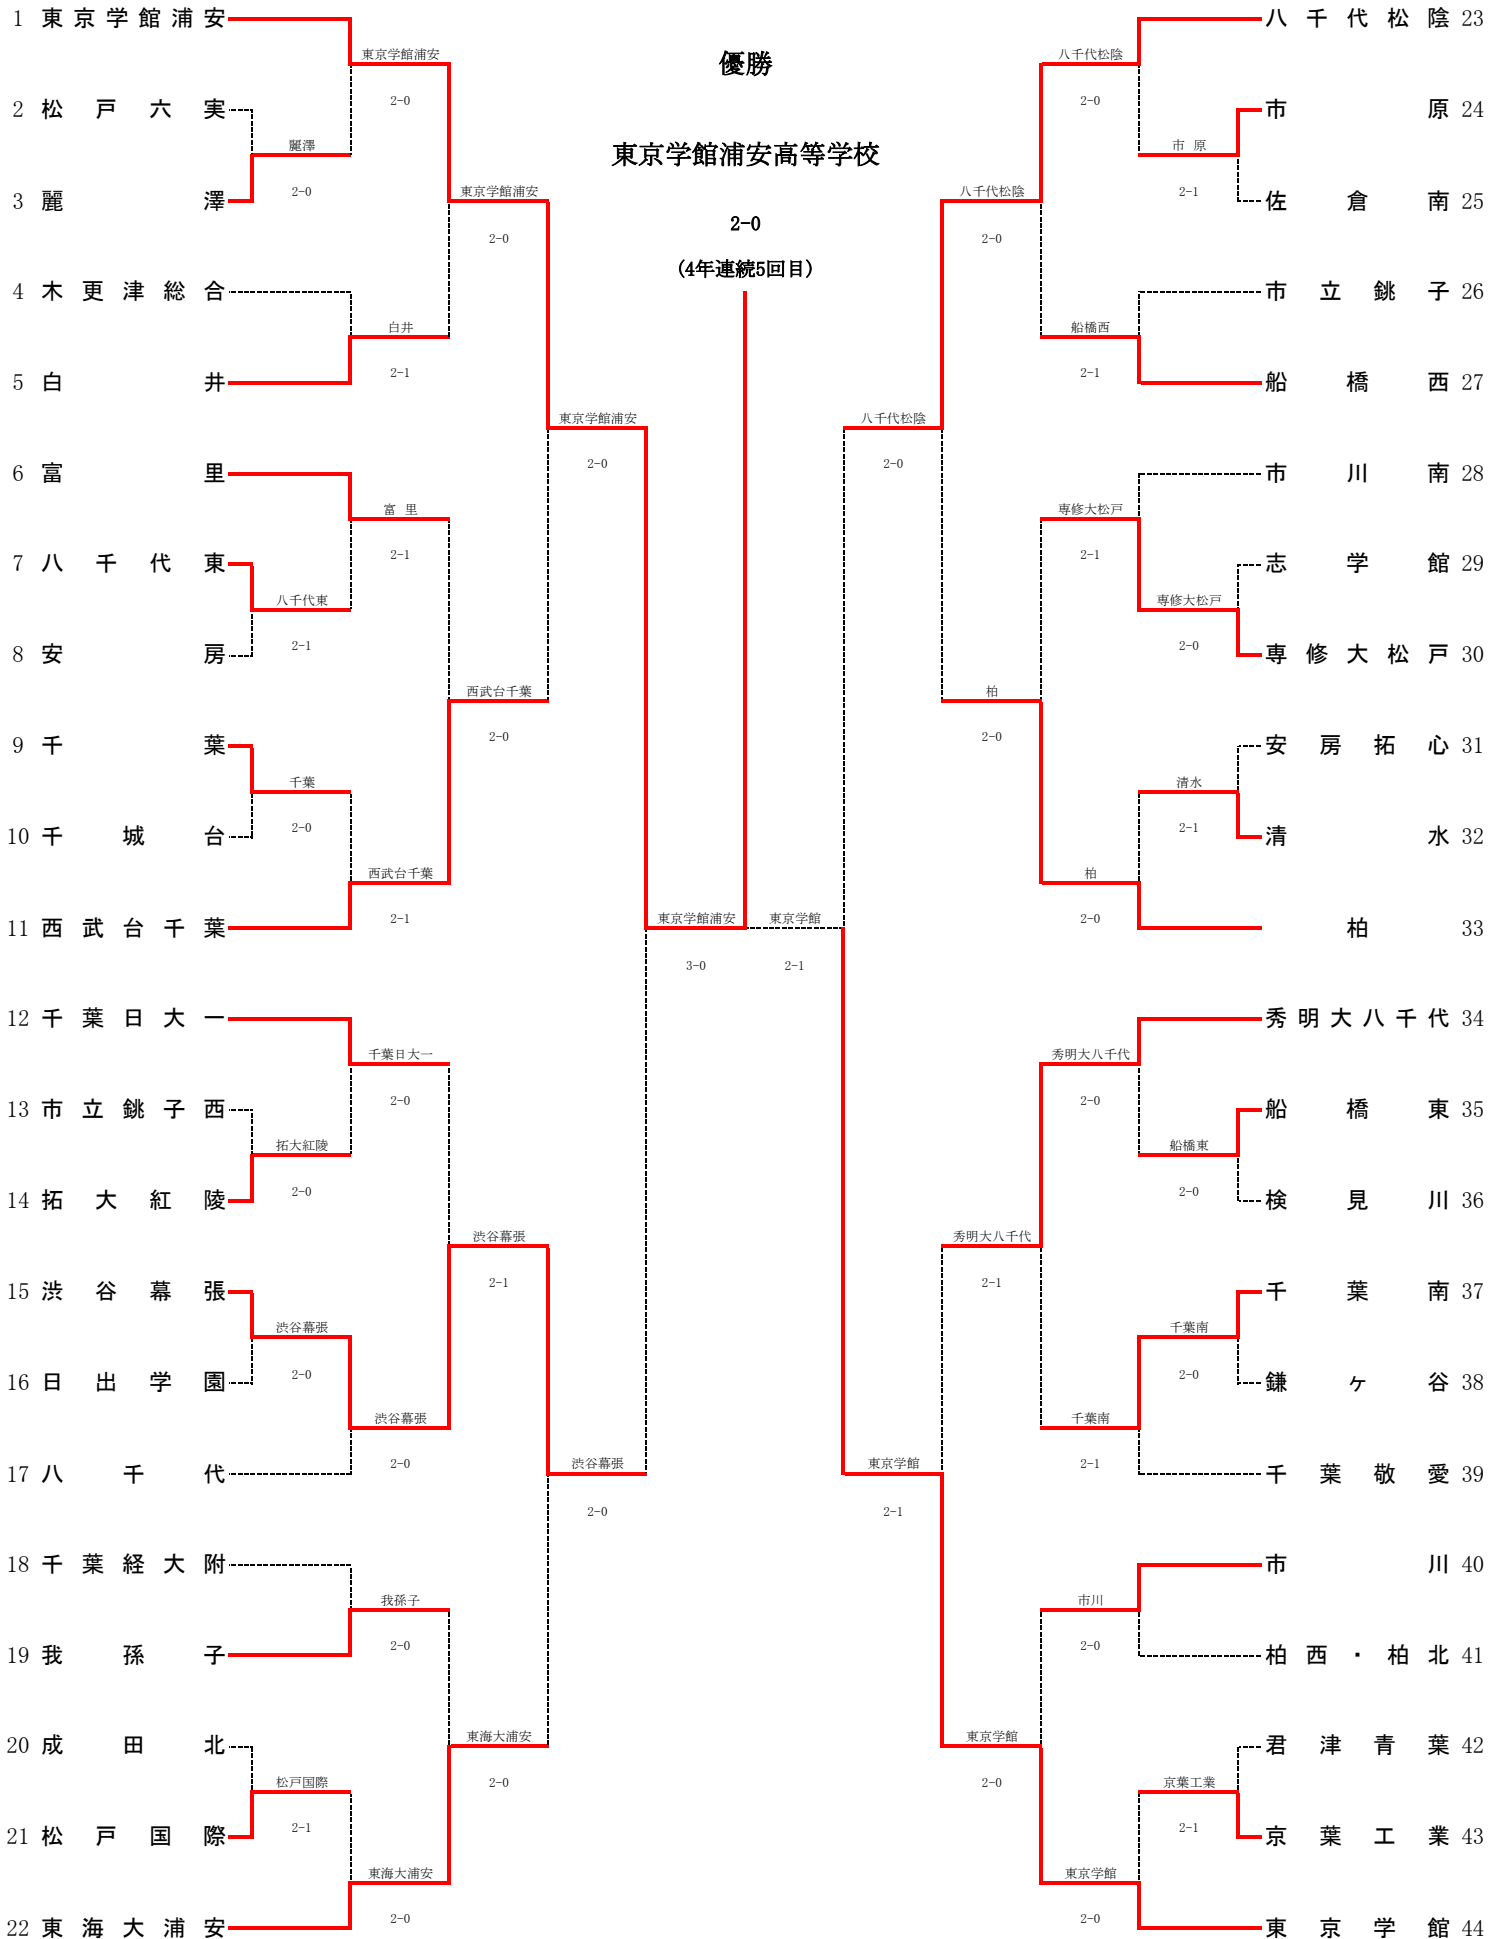 1 東京学館浦安
八千代松陰 23
東京学館浦安
八千代松陰
優勝
2-0
2-0
2 松戸六実
市原 24
麗澤
市 原
東京学館浦安高等学校
2-0
東京学館浦安
八千代松陰
2-1
3 麗澤
佐倉南 25
2-0
2-0
2-0
(4年連続5回目)
4 木更津総合
市立銚子 26
白井
船橋西
2-1
2-1
5 白井
船橋西 27
東京学館浦安
八千代松陰
2-0
2-0
6 富里
市川南 28
富 里
専修大松戸
2-1
2-1
7 八千代東
志学館 29
八千代東
専修大松戸
2-1
2-0
8 安房
専修大松戸 30
西武台千葉
柏
2-0
2-0
9 千葉
安房拓心 31
千葉
清水
2-0
2-1
10 千城台
清水 32
西武台千葉
柏
2-1
2-0
11 西武台千葉
柏 33
東京学館浦安
東京学館
3-0
2-1
12 千葉日大一
秀明大八千代 34
千葉日大一
秀明大八千代
2-0
2-0
13 市立銚子西
船橋東 35
拓大紅陵
船橋東
2-0
2-0
14 拓大紅陵
検見川 36
渋谷幕張
秀明大八千代
2-1
2-1
15 渋谷幕張
千葉南 37
渋谷幕張
千葉南
2-0
2-0
16 日出学園
鎌ヶ谷 38
渋谷幕張
千葉南
2-0
2-1
17 八千代
千葉敬愛 39
渋谷幕張
東京学館
2-0
2-1
18 千葉経大附
市川 40
我孫子
市川
2-0
2-0
19 我孫子
柏西・柏北 41
東海大浦安
東京学館
2-0
2-0
20 成田北
君津青葉 42
松戸国際
京葉工業
2-1
2-1
21 松戸国際
京葉工業 43
東海大浦安
東京学館
2-0
2-0
22 東海大浦安
東京学館 44